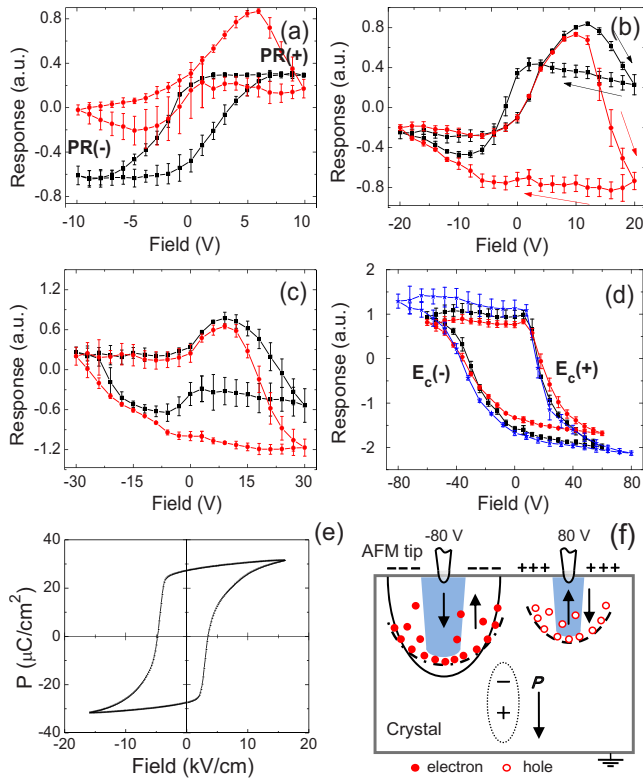 (a)
PR(+)
PR(-)
Response (a.u.)
0.8
0.4
0.0
-0.4
-0.8
-10 -5 0 5 10
Field (V)
(b)
Response (a.u.)
0.8
0.4
0.0
-0.4
-0.8
-20 -10 0 10 20
Field (V)
(c)
Response (a.u.)
1.2
0.6
0.0
-0.6
-1.2
-30 -15 0 15 30
Field (V)
(d)
Ec(-)
Ec(+)
Response (a.u.)
2
1
0
-1
-2
-80 -40 0 40 80
Field (V)
(e)
P (μC/cm²)
40
20
0
-20
-40
-20 -10 0 10 20
Field (kV/cm)
(f)
-80 V
80 V
AFM tip
−−−− −−−−
+++ +++
−
+
P
Crystal
electron
hole